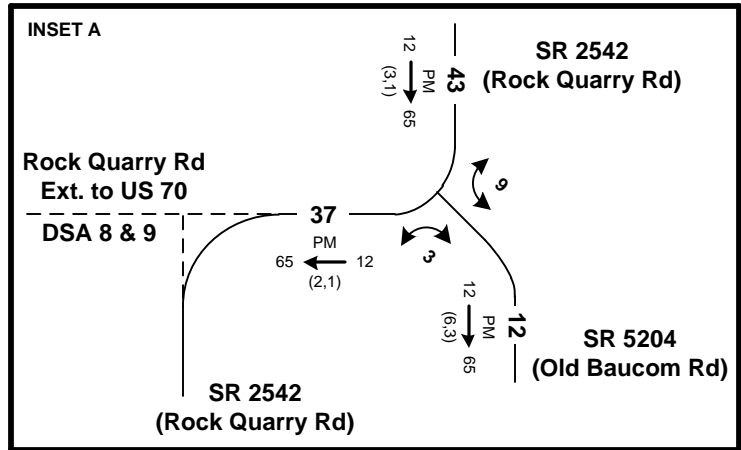 INSET A
12
PM
(3,1)
65
43
SR 2542
(Rock Quarry Rd)
Rock Quarry Rd
Ext. to US 70
DSA 8 & 9
37
PM
65 12
(2,1)
9
3
12
PM
(6,3)
65
12
SR 5204
(Old Baucom Rd)
SR 2542
(Rock Quarry Rd)